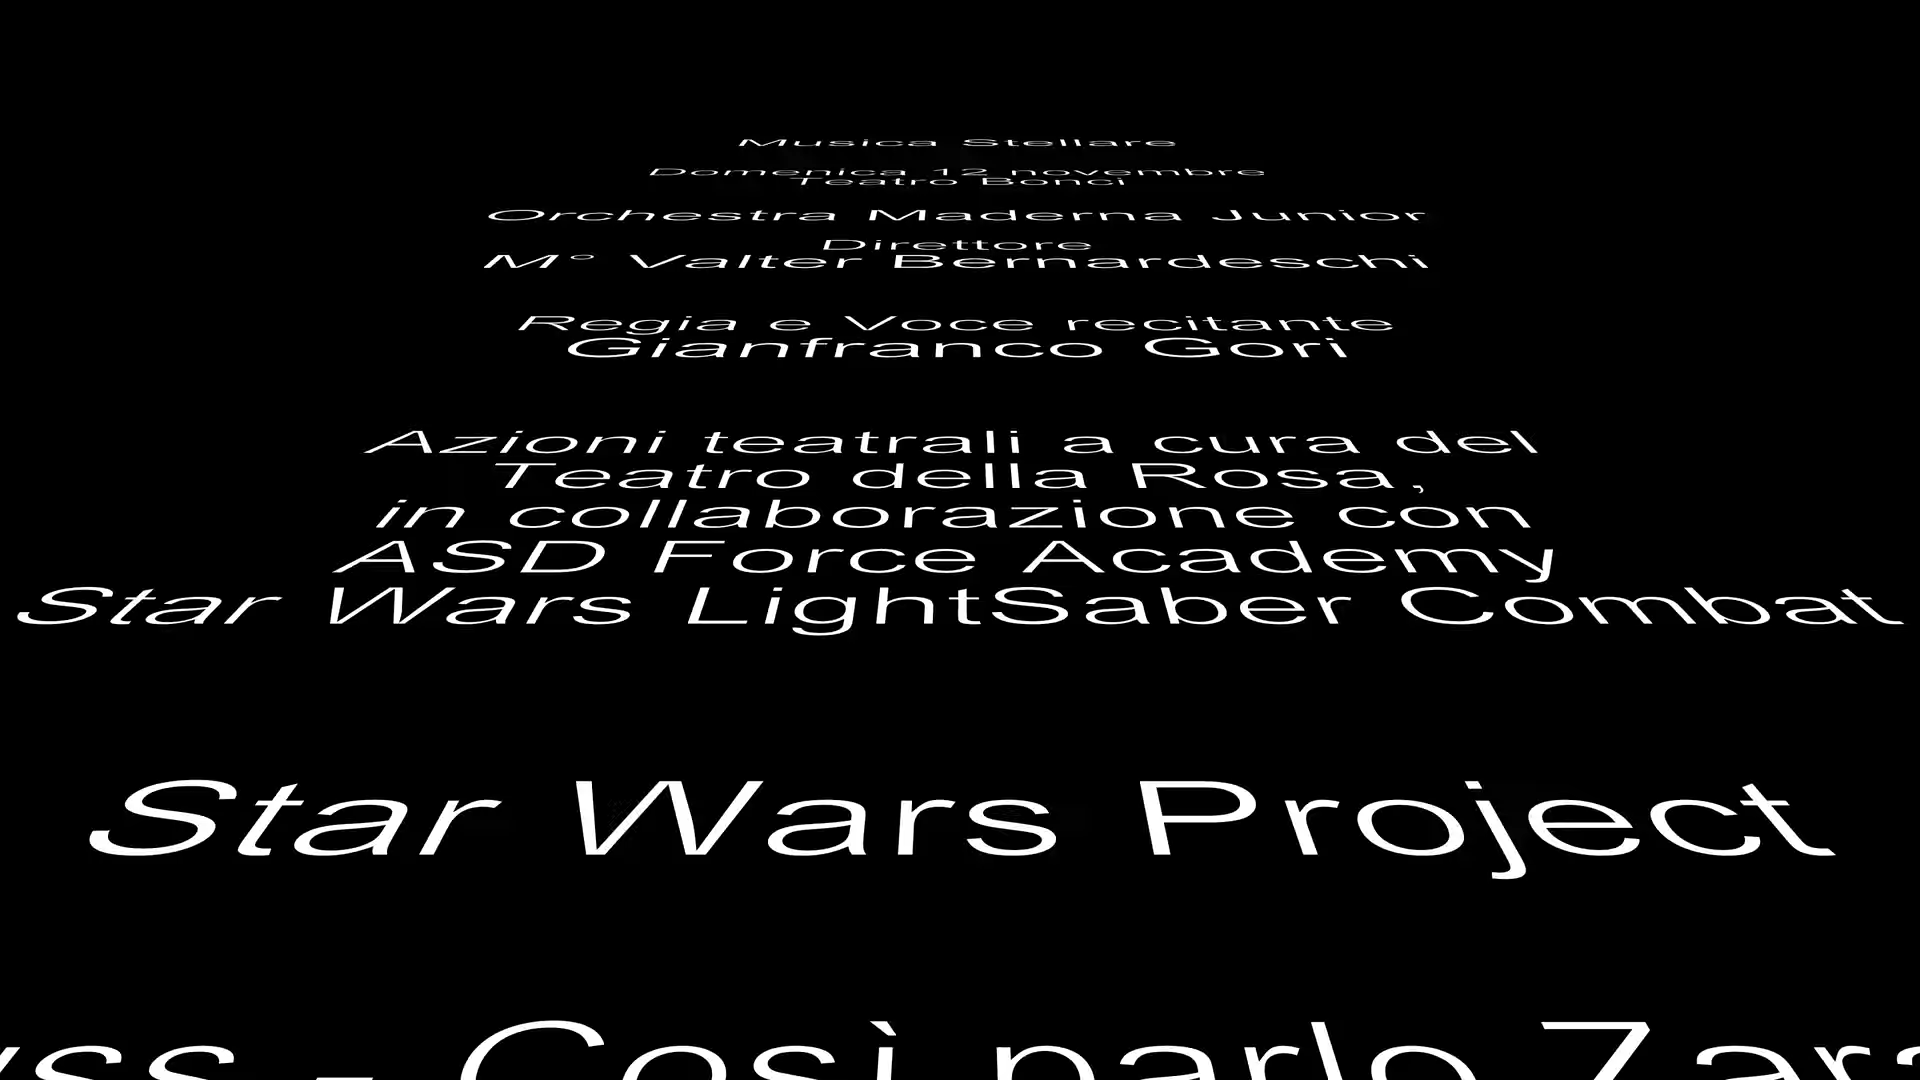 Musica Stellare
Domenica 12 novembre
Teatro Bonci
Orchestra Maderna Junior
Direttore
M° Valter Bernardeschi
Regia e Voce recitante
Gianfranco Gori
Azioni teatrali a cura del
Teatro della Rosa,
in collaborazione con
ASD Force Academy
Star Wars LightSaber Combat
Star Wars Project
- Così parlo